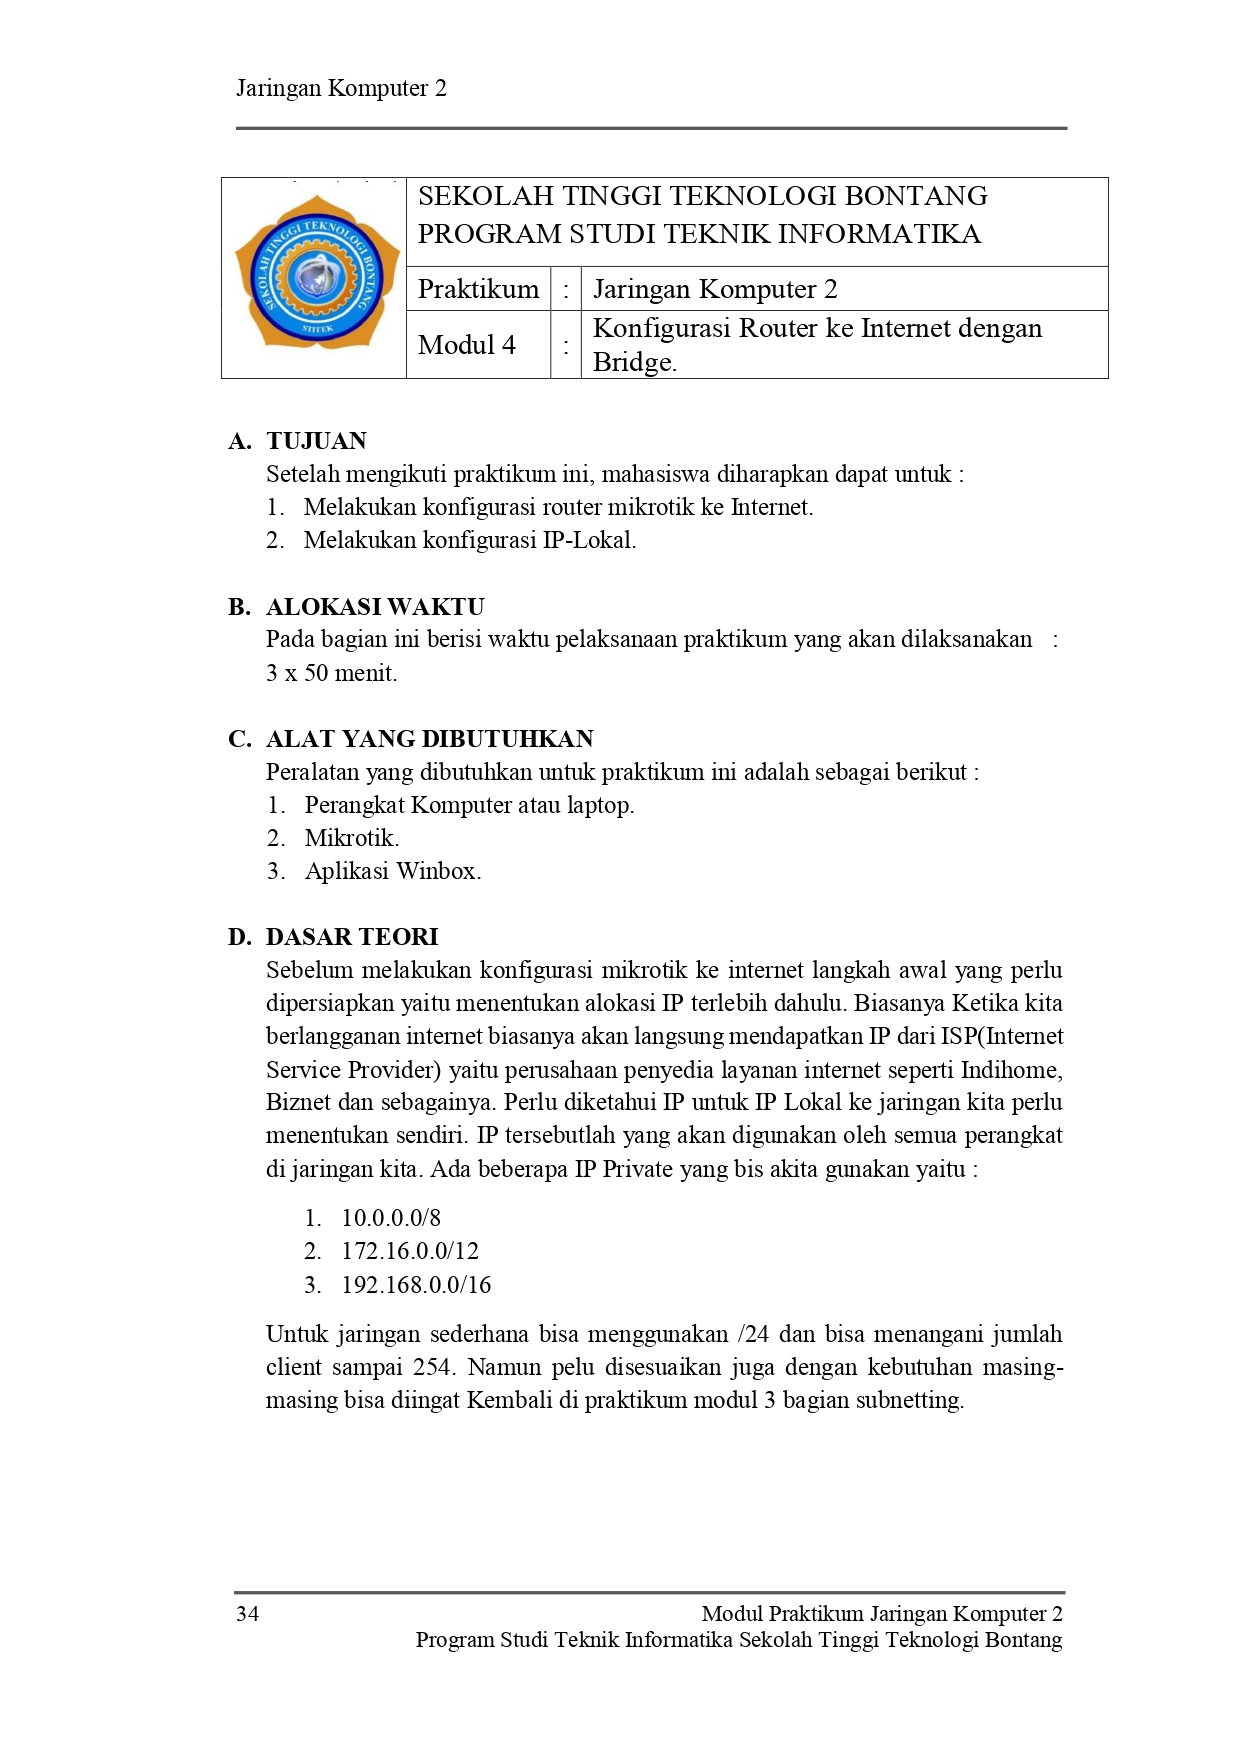 Jaringan Komputer 2
SEKOLAH TINGGI TEKNOLOGI BONTANG
STITEK
SEKOLAH TINGGI TEKNOLOGI BONTANG
PROGRAM STUDI TEKNIK INFORMATIKA
Praktikum : Jaringan Komputer 2
Modul 4 : Konfigurasi Router ke Internet dengan
Bridge.
A. TUJUAN
Setelah mengikuti praktikum ini, mahasiswa diharapkan dapat untuk :
1. Melakukan konfigurasi router mikrotik ke Internet.
2. Melakukan konfigurasi IP-Lokal.
B. ALOKASI WAKTU
Pada bagian ini berisi waktu pelaksanaan praktikum yang akan dilaksanakan :
3 x 50 menit.
C. ALAT YANG DIBUTUHKAN
Peralatan yang dibutuhkan untuk praktikum ini adalah sebagai berikut :
1. Perangkat Komputer atau laptop.
2. Mikrotik.
3. Aplikasi Winbox.
D. DASAR TEORI
Sebelum melakukan konfigurasi mikrotik ke internet langkah awal yang perlu
dipersiapkan yaitu menentukan alokasi IP terlebih dahulu. Biasanya Ketika kita
berlangganan internet biasanya akan langsung mendapatkan IP dari ISP(Internet
Service Provider) yaitu perusahaan penyedia layanan internet seperti Indihome,
Biznet dan sebagainya. Perlu diketahui IP untuk IP Lokal ke jaringan kita perlu
menentukan sendiri. IP tersebutlah yang akan digunakan oleh semua perangkat
di jaringan kita. Ada beberapa IP Private yang bis akita gunakan yaitu :
1. 10.0.0.0/8
2. 172.16.0.0/12
3. 192.168.0.0/16
Untuk jaringan sederhana bisa menggunakan /24 dan bisa menangani jumlah
client sampai 254. Namun pelu disesuaikan juga dengan kebutuhan masing-
masing bisa diingat Kembali di praktikum modul 3 bagian subnetting.
34 Modul Praktikum Jaringan Komputer 2
Program Studi Teknik Informatika Sekolah Tinggi Teknologi Bontang